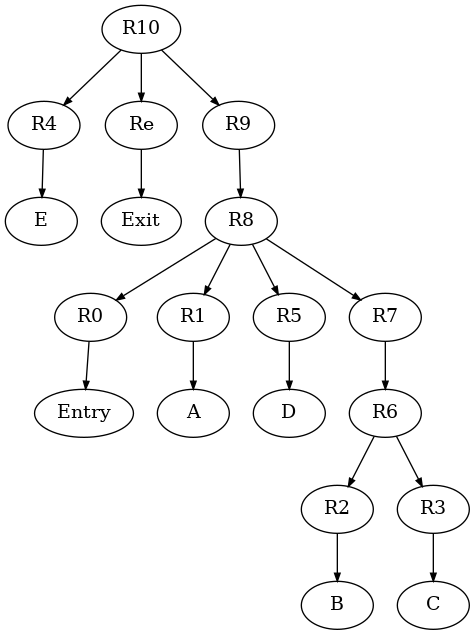 R10
R4 Re R9
E Exit R8
R0 R1 R5 R7
Entry A D R6
R2 R3
B C